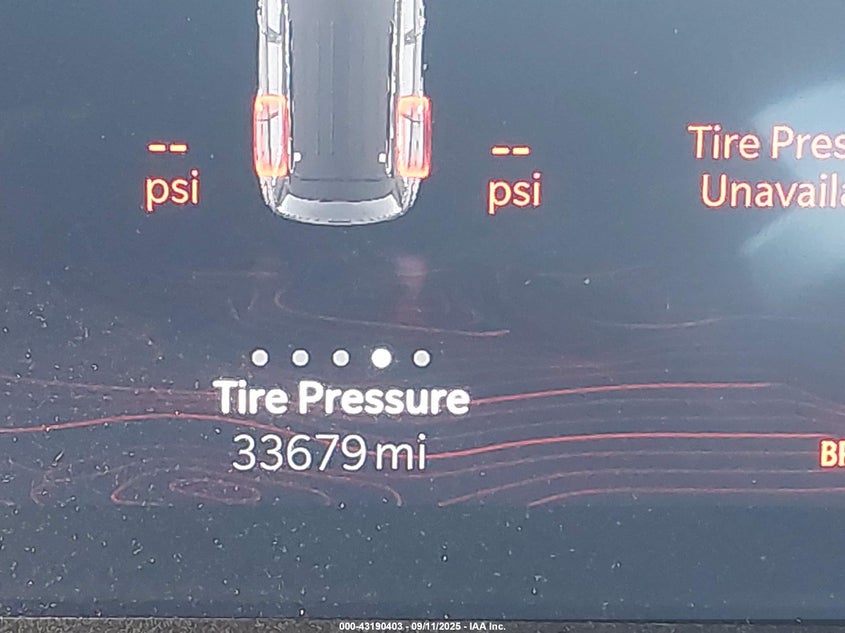 -- --
psi psi
Tire Pres
Unavaila
Tire Pressure
33679 mi
000-43190403 - 09/11/2025 - IAA Inc.